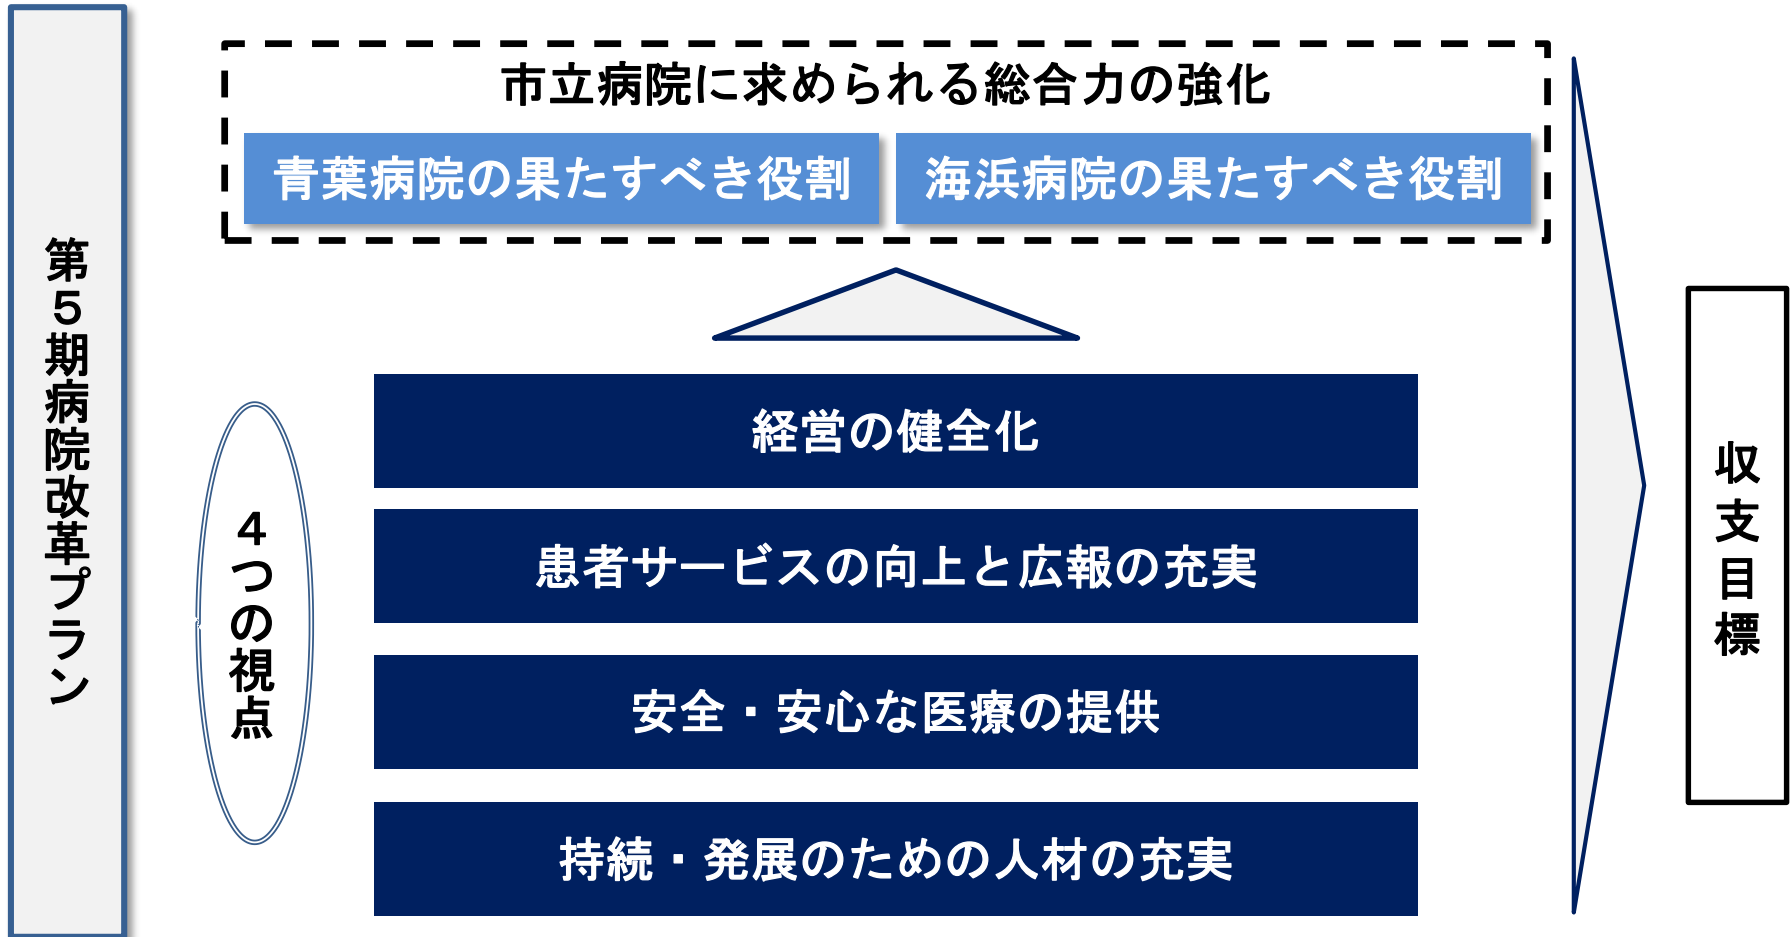 第５期病院改革プラン
市立病院に求められる総合力の強化
青葉病院の果たすべき役割
海浜病院の果たすべき役割
４つの視点
経営の健全化
患者サービスの向上と広報の充実
安全・安心な医療の提供
持続・発展のための人材の充実
収支目標